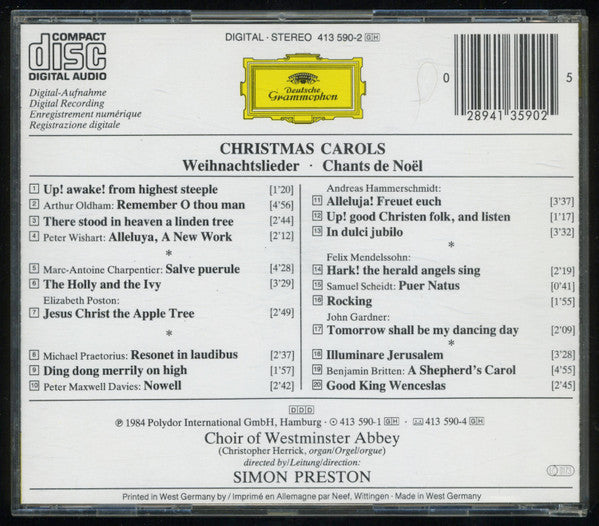 COMPACT
disc
DIGITAL AUDIO
Digital-Aufnahme
Digital Recording
Enregistrement numérique
Registrazione digitale
DIGITAL · STEREO 413 590-2 GH
Deutsche
Grammophon
0 5
28941 35902
CHRISTMAS CAROLS
Weihnachtslieder · Chants de Noël
1 Up! awake! from highest steeple [1'20]
2 Arthur Oldham: Remember O thou man [4'56]
3 There stood in heaven a linden tree [2'44]
4 Peter Wishart: Alleluya, A New Work [2'12]
*
5 Marc-Antoine Charpentier: Salve puerule [4'28]
6 The Holly and the Ivy [3'29]
Elizabeth Poston:
7 Jesus Christ the Apple Tree [2'49]
*
8 Michael Praetorius: Resonet in laudibus [2'37]
9 Ding dong merrily on high [1'57]
10 Peter Maxwell Davies: Nowell [2'42]
Andreas Hammerschmidt:
11 Alleluja! Freuet euch [3'37]
12 Up! good Christen folk, and listen [1'17]
13 In dulci jubilo [3'32]
*
Felix Mendelssohn:
14 Hark! the herald angels sing [2'19]
15 Samuel Scheidt: Puer Natus [0'41]
16 Rocking [1'55]
John Gardner:
17 Tomorrow shall be my dancing day [2'09]
*
18 Illuminare Jerusalem [3'28]
19 Benjamin Britten: A Shepherd's Carol [4'55]
20 Good King Wenceslas [2'45]
DDD
℗ 1984 Polydor International GmbH, Hamburg · 413 590-1 GH · 413 590-4 GH
Choir of Westminster Abbey
(Christopher Herrick, organ/Orgel/orgue)
directed by/Leitung/direction:
SIMON PRESTON
Printed in West Germany by / Imprimé en Allemagne par Neef, Wittingen · Made in West Germany